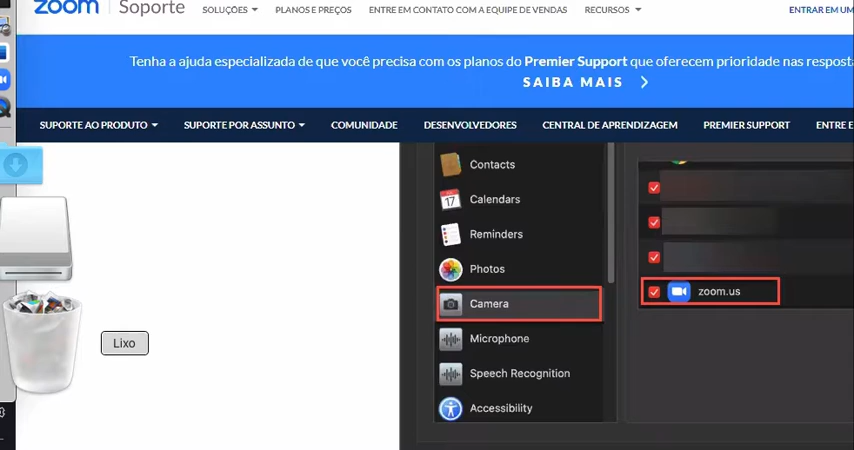 zoom Suporte SOLUÇÕES PLANOS E PREÇOS ENTRE EM CONTATO COM A EQUIPE DE VENDAS RECURSOS ENTRAR EM UM
Tenha a ajuda especializada de que você precisa com os planos do Premier Support que oferecem prioridade nas resposta
SAIBA MAIS
SUPORTE AO PRODUTO SUPORTE POR ASSUNTO COMUNIDADE DESENVOLVEDORES CENTRAL DE APRENDIZAGEM PREMIER SUPPORT ENTRE E
Contacts
17 Calendars
Reminders
Photos
Camera
zoom.us
Microphone
Speech Recognition
Accessibility
Lixo